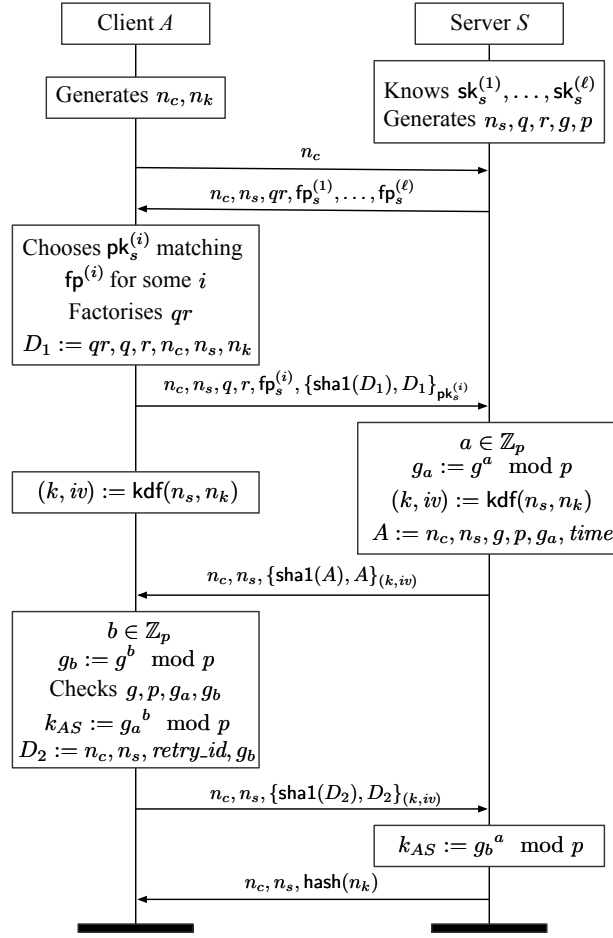 Client A
Server S
Generates n_c, n_k
Knows sk_s^(1), . . . , sk_s^(ℓ)
Generates n_s, q, r, g, p
n_c
n_c, n_s, qr, fp_s^(1), . . . , fp_s^(ℓ)
Chooses pk_s^(i) matching
fp^(i) for some i
Factorises qr
D_1 := qr, q, r, n_c, n_s, n_k
n_c, n_s, q, r, fp_s^(i), {sha1(D_1), D_1}_pk_s^(i)
a ∈ ℤ_p
g_a := g^a mod p
(k, iv) := kdf(n_s, n_k)
(k, iv) := kdf(n_s, n_k)
A := n_c, n_s, g, p, g_a, time
n_c, n_s, {sha1(A), A}_(k,iv)
b ∈ ℤ_p
g_b := g^b mod p
Checks g, p, g_a, g_b
k_AS := g_a^b mod p
D_2 := n_c, n_s, retry_id, g_b
n_c, n_s, {sha1(D_2), D_2}_(k,iv)
k_AS := g_b^a mod p
n_c, n_s, hash(n_k)